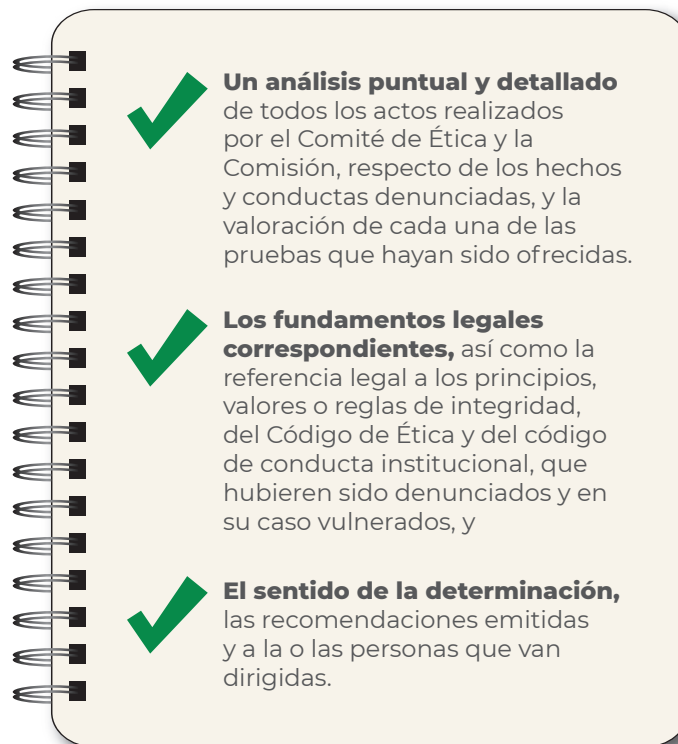 Un análisis puntual y detallado
de todos los actos realizados
por el Comité de Ética y la
Comisión, respecto de los hechos
y conductas denunciadas, y la
valoración de cada una de las
pruebas que hayan sido ofrecidas.
Los fundamentos legales
correspondientes, así como la
referencia legal a los principios,
valores o reglas de integridad,
del Código de Ética y del código
de conducta institucional, que
hubieren sido denunciados y en
su caso vulnerados, y
El sentido de la determinación,
las recomendaciones emitidas
y a la o las personas que van
dirigidas.